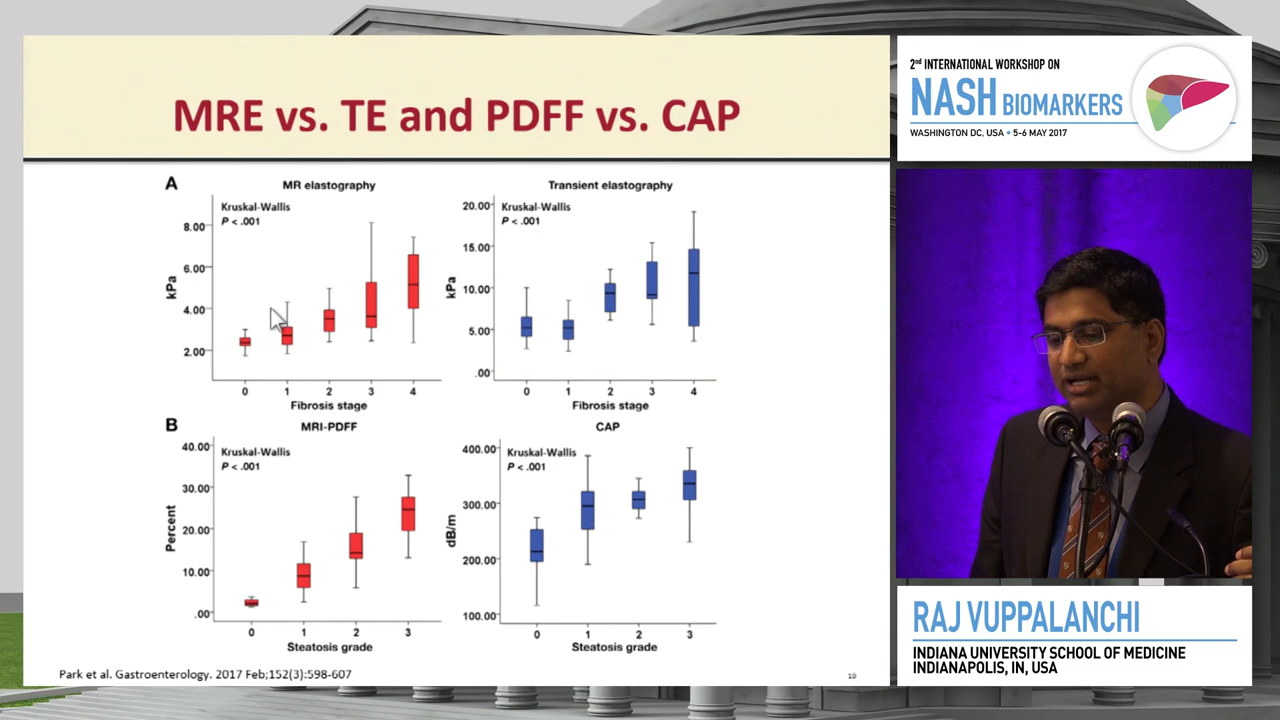 MRE vs. TE and PDFF vs. CAP
A
MR elastography
Kruskal-Wallis
P < .001
8.00
6.00
4.00
2.00
kPa
0 1 2 3 4
Fibrosis stage
Transient elastography
Kruskal-Wallis
P < .001
20.00
15.00
10.00
5.00
.00
kPa
0 1 2 3 4
Fibrosis stage
B
MRI-PDFF
Kruskal-Wallis
P < .001
40.00
30.00
20.00
10.00
.00
Percent
0 1 2 3
Steatosis grade
CAP
Kruskal-Wallis
P < .001
400.00
300.00
200.00
100.00
dB/m
0 1 2 3
Steatosis grade
Park et al. Gastroenterology. 2017 Feb;152(3):598-607
19
2nd INTERNATIONAL WORKSHOP ON
NASH BIOMARKERS
WASHINGTON DC, USA • 5-6 MAY 2017
RAJ VUPPALANCHI
INDIANA UNIVERSITY SCHOOL OF MEDICINE
INDIANAPOLIS, IN, USA